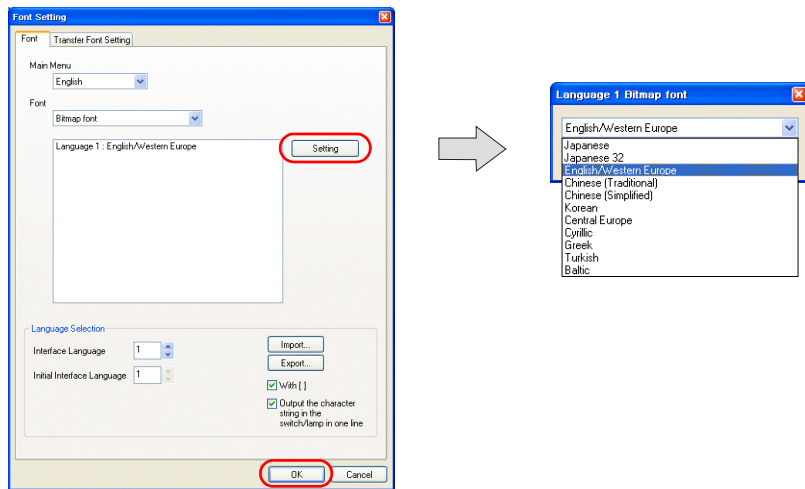 Font Setting
Font
Transfer Font Setting
Main Menu
English
Font
Bitmap font
Language 1 : English/Western Europe
Setting
Language Selection
Interface Language
1
Initial Interface Language
1
Import...
Export...
With [ ]
Output the character
string in the
switch/lamp in one line
OK
Cancel
Language 1 Bitmap font
English/Western Europe
Japanese
Japanese 32
English/Western Europe
Chinese (Traditional)
Chinese (Simplified)
Korean
Central Europe
Cyrillic
Greek
Turkish
Baltic